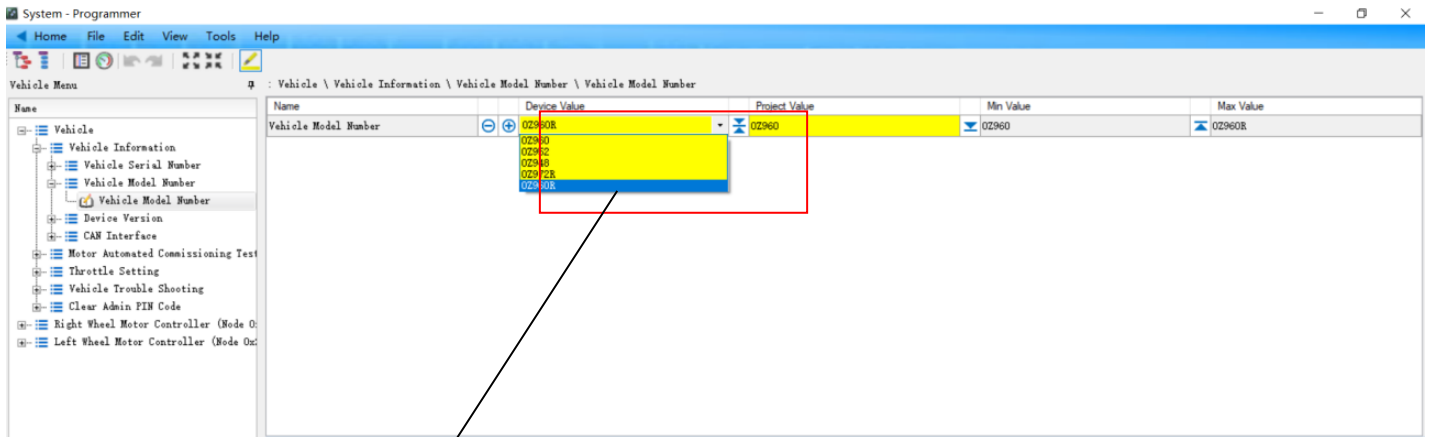 System - Programmer
Home File Edit View Tools Help
Vehicle Menu
: Vehicle \ Vehicle Information \ Vehicle Model Number \ Vehicle Model Number
Name
Name Device Value Project Value Min Value Max Value
Vehicle Model Number OZ960R OZ960 OZ960 OZ960R
OZ960
OZ962
OZ948
OZ972R
OZ960R
Vehicle
Vehicle Information
Vehicle Serial Number
Vehicle Model Number
Vehicle Model Number
Device Version
CAN Interface
Motor Automated Commissioning Test
Throttle Setting
Vehicle Trouble Shooting
Clear Admin PIN Code
Right Wheel Motor Controller (Node 0
Left Wheel Motor Controller (Node 0x